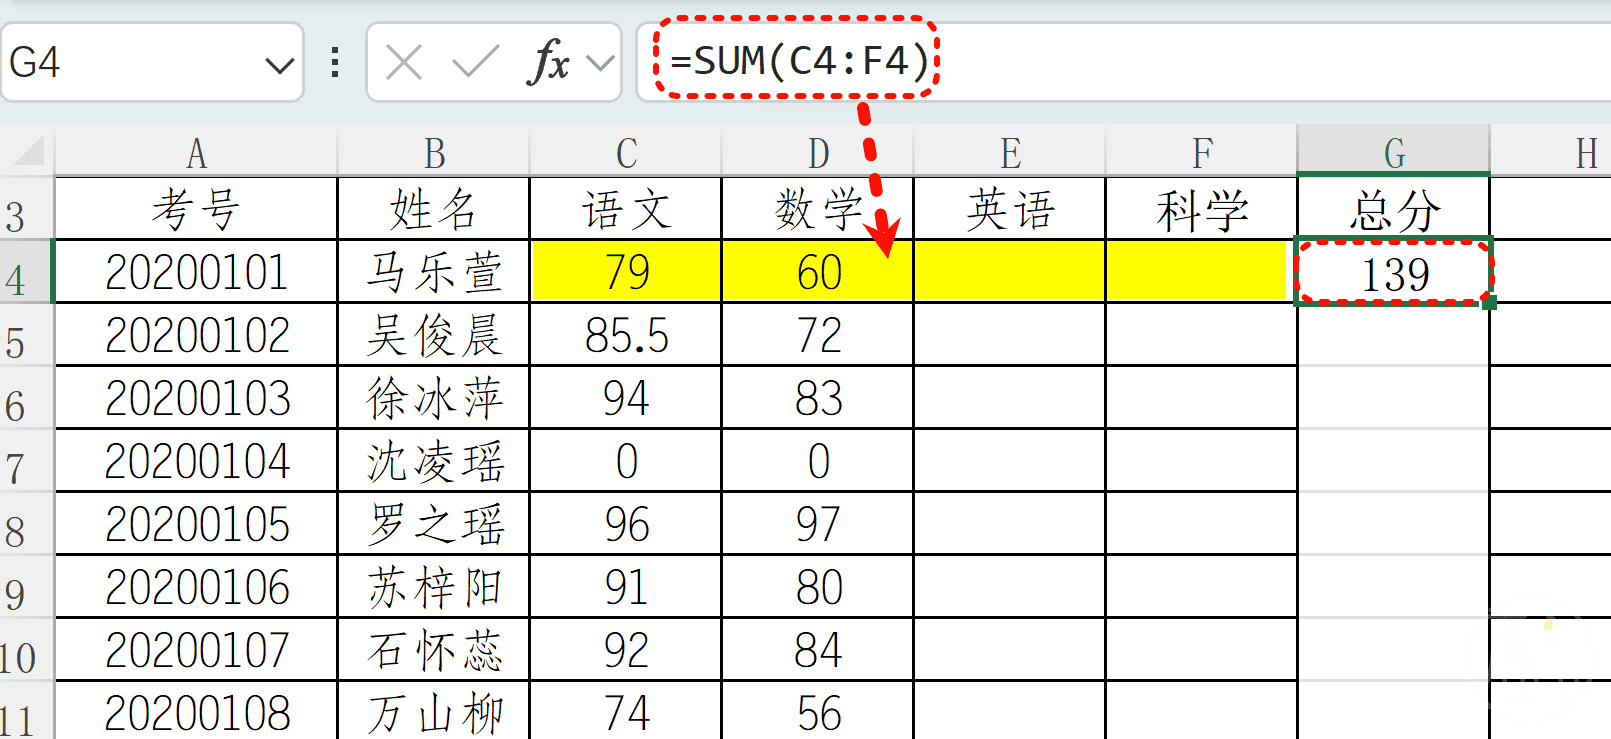 G4 fx =SUM(C4:F4)
A B C D E F G H
3 考号 姓名 语文 数学 英语 科学 总分
4 20200101 马乐萱 79 60 139
5 20200102 吴俊晨 85.5 72
6 20200103 徐冰萍 94 83
7 20200104 沈凌瑶 0 0
8 20200105 罗之瑶 96 97
9 20200106 苏梓阳 91 80
10 20200107 石怀蕊 92 84
11 20200108 万山柳 74 56